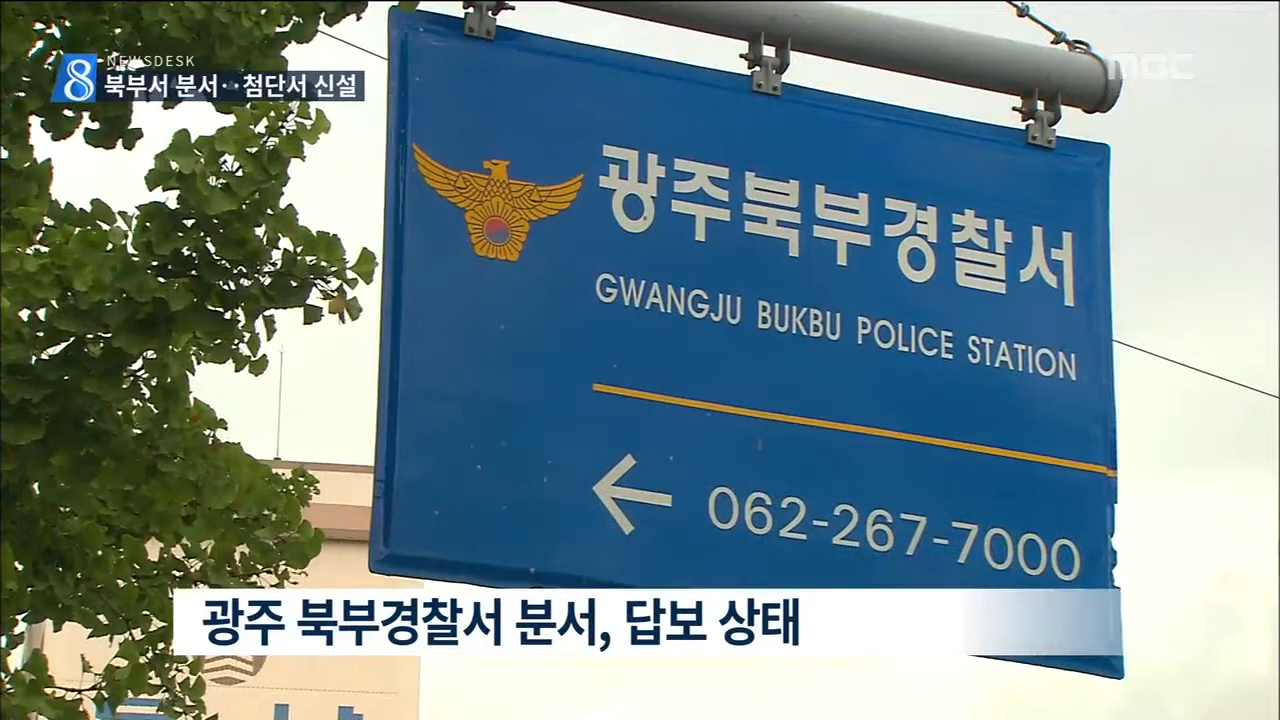 NEWSDESK
8 북부서 분서‥첨단서 신설
MBC
광주북부경찰서
GWANGJU BUKBU POLICE STATION
← 062-267-7000
광주 북부경찰서 분서, 답보 상태